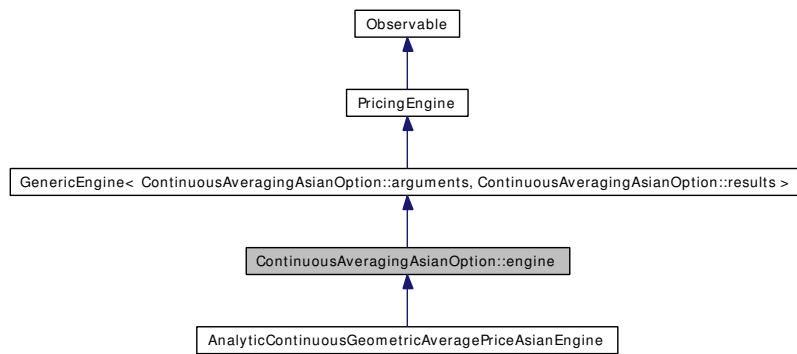 Observable
PricingEngine
GenericEngine< ContinuousAveragingAsianOption::arguments, ContinuousAveragingAsianOption::results >
ContinuousAveragingAsianOption::engine
AnalyticContinuousGeometricAveragePriceAsianEngine